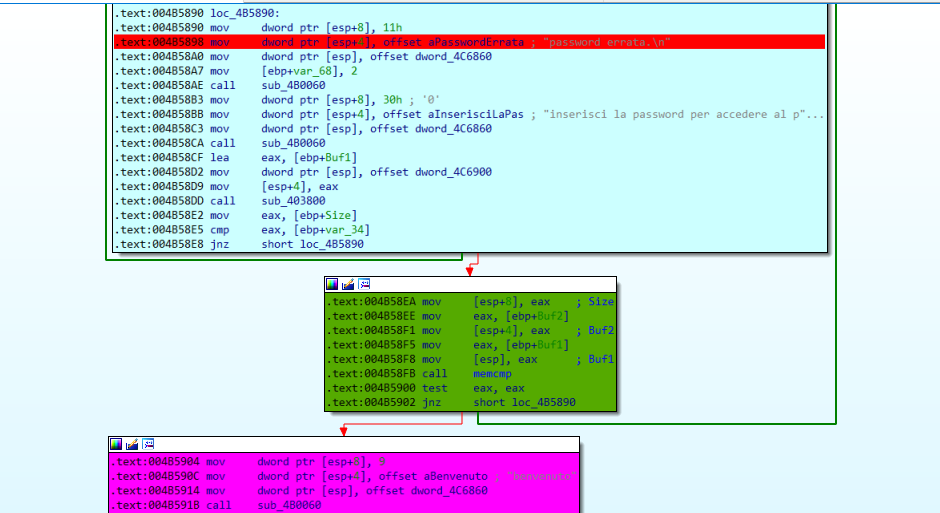 .text:004B5890 loc_4B5890:
.text:004B5890 mov     dword ptr [esp+8], 11h
.text:004B5898 mov     dword ptr [esp+4], offset aPasswordErrata ; "password errata.\n"
.text:004B58A0 mov     dword ptr [esp], offset dword_4C6860
.text:004B58A7 mov     [ebp+var_68], 2
.text:004B58AE call    sub_4B0060
.text:004B58B3 mov     dword ptr [esp+8], 30h ; '0'
.text:004B58BB mov     dword ptr [esp+4], offset aInserisciLaPas ; "inserisci la password per accedere al p"...
.text:004B58C3 mov     dword ptr [esp], offset dword_4C6860
.text:004B58CA call    sub_4B0060
.text:004B58CF lea     eax, [ebp+Buf1]
.text:004B58D2 mov     dword ptr [esp], offset dword_4C6900
.text:004B58D9 mov     [esp+4], eax
.text:004B58DD call    sub_403800
.text:004B58E2 mov     eax, [ebp+Size]
.text:004B58E5 cmp     eax, [ebp+var_34]
.text:004B58E8 jnz     short loc_4B5890
.text:004B58EA mov     [esp+8], eax    ; Size
.text:004B58EE mov     eax, [ebp+Buf2]
.text:004B58F1 mov     [esp+4], eax    ; Buf2
.text:004B58F5 mov     eax, [ebp+Buf1]
.text:004B58F8 mov     [esp], eax      ; Buf1
.text:004B58FB call    memcmp
.text:004B5900 test    eax, eax
.text:004B5902 jnz     short loc_4B5890
.text:004B5904 mov     dword ptr [esp+8], 9
.text:004B590C mov     dword ptr [esp+4], offset aBenvenuto ; "benvenuto"
.text:004B5914 mov     dword ptr [esp], offset dword_4C6860
.text:004B591B call    sub_4B0060